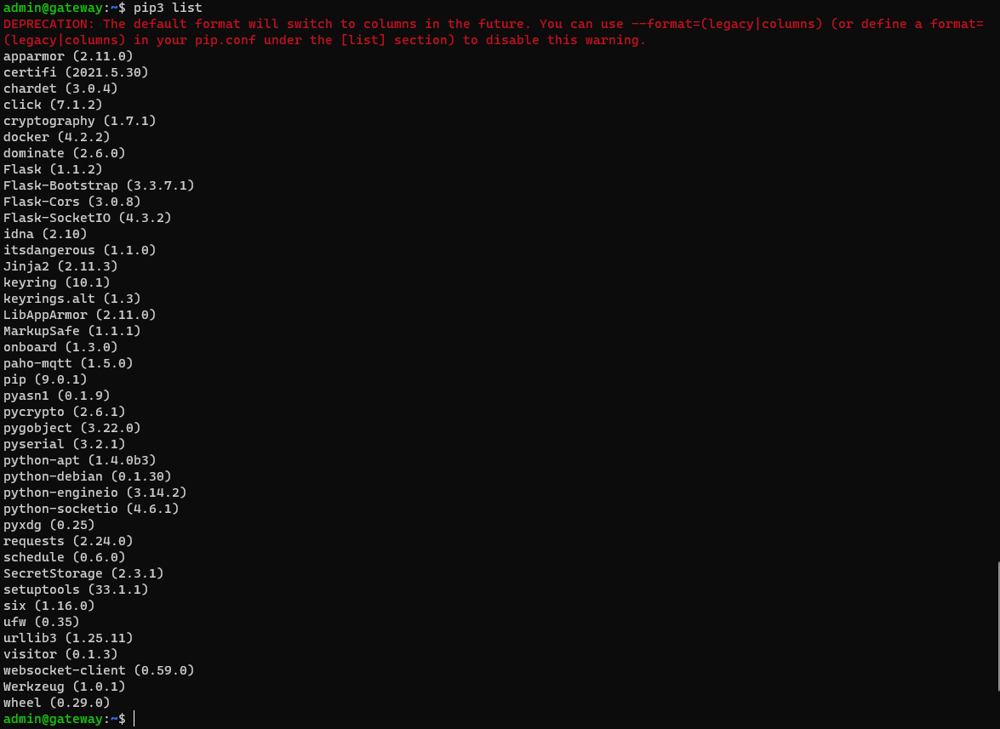 admin@gateway:~$ pip3 list
DEPRECATION: The default format will switch to columns in the future. You can use --format=(legacy|columns) (or define a format=
(legacy|columns) in your pip.conf under the [list] section) to disable this warning.
apparmor (2.11.0)
certifi (2021.5.30)
chardet (3.0.4)
click (7.1.2)
cryptography (1.7.1)
docker (4.2.2)
dominate (2.6.0)
Flask (1.1.2)
Flask-Bootstrap (3.3.7.1)
Flask-Cors (3.0.8)
Flask-SocketIO (4.3.2)
idna (2.10)
itsdangerous (1.1.0)
Jinja2 (2.11.3)
keyring (10.1)
keyrings.alt (1.3)
LibAppArmor (2.11.0)
MarkupSafe (1.1.1)
onboard (1.3.0)
paho-mqtt (1.5.0)
pip (9.0.1)
pyasn1 (0.1.9)
pycrypto (2.6.1)
pygobject (3.22.0)
pyserial (3.2.1)
python-apt (1.4.0b3)
python-debian (0.1.30)
python-engineio (3.14.2)
python-socketio (4.6.1)
pyxdg (0.25)
requests (2.24.0)
schedule (0.6.0)
SecretStorage (2.3.1)
setuptools (33.1.1)
six (1.16.0)
ufw (0.35)
urllib3 (1.25.11)
visitor (0.1.3)
websocket-client (0.59.0)
Werkzeug (1.0.1)
wheel (0.29.0)
admin@gateway:~$